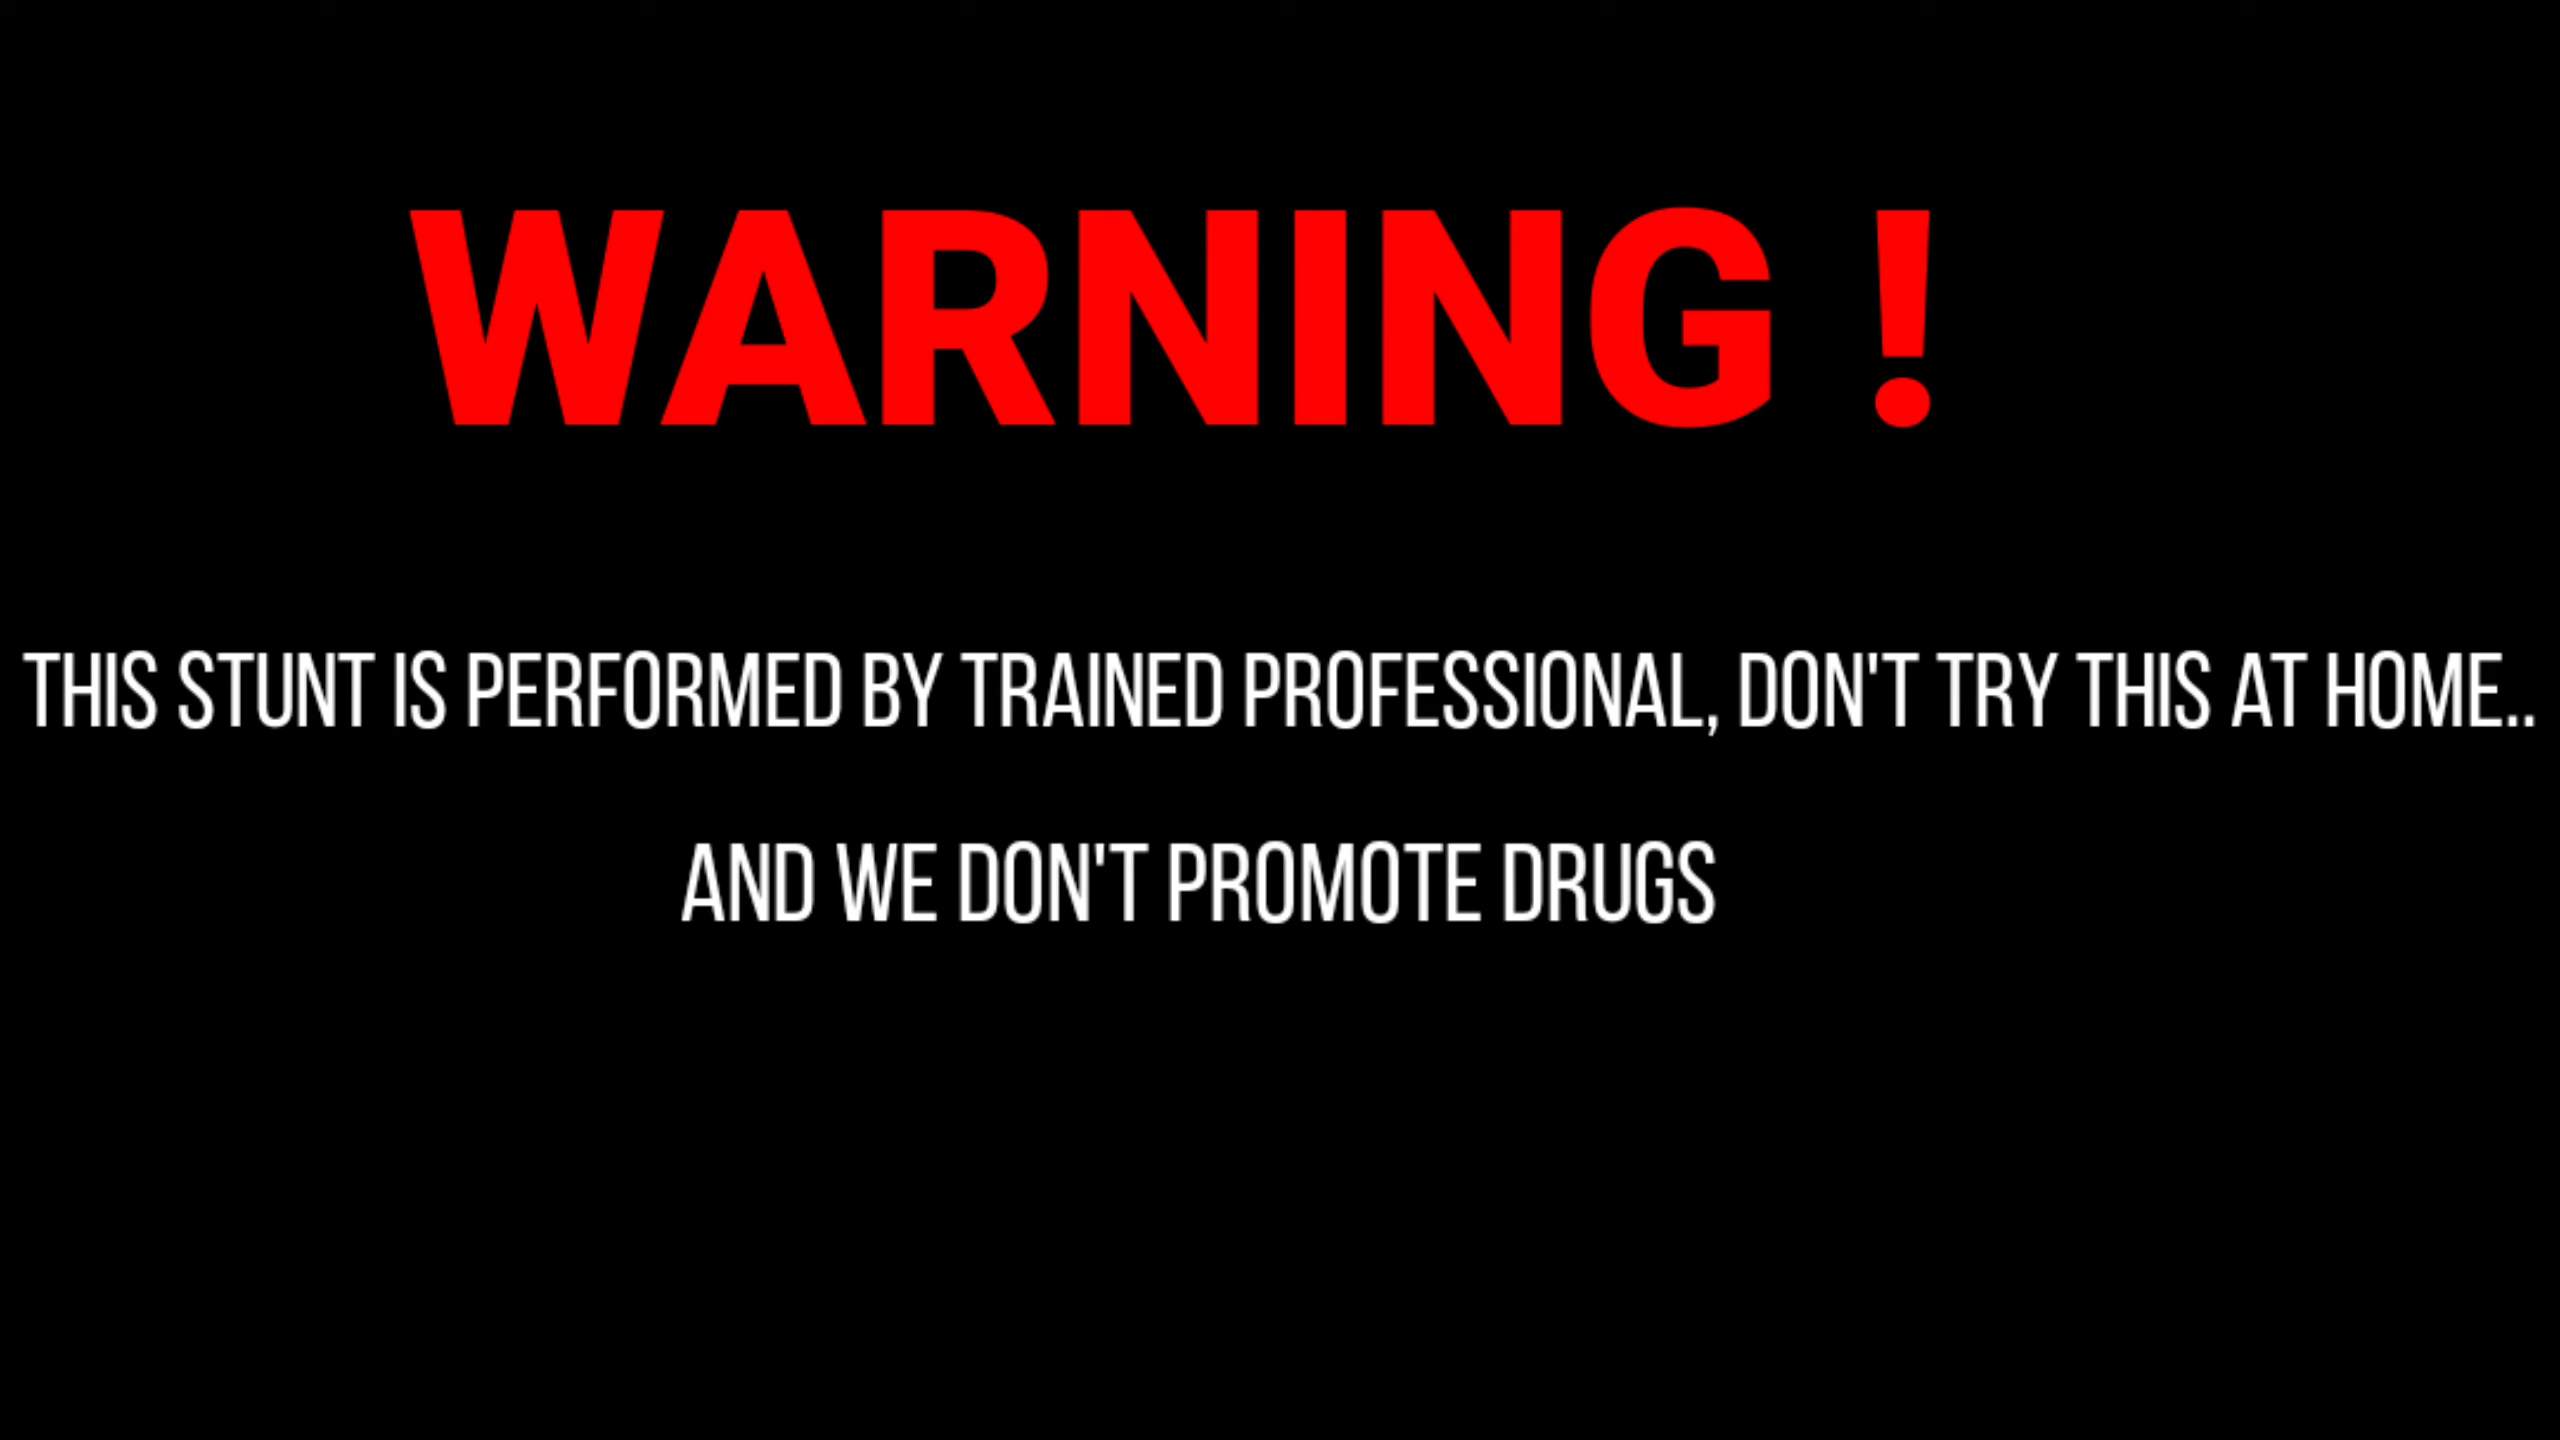 WARNING !
THIS STUNT IS PERFORMED BY TRAINED PROFESSIONAL, DON'T TRY THIS AT HOME..
AND WE DON'T PROMOTE DRUGS